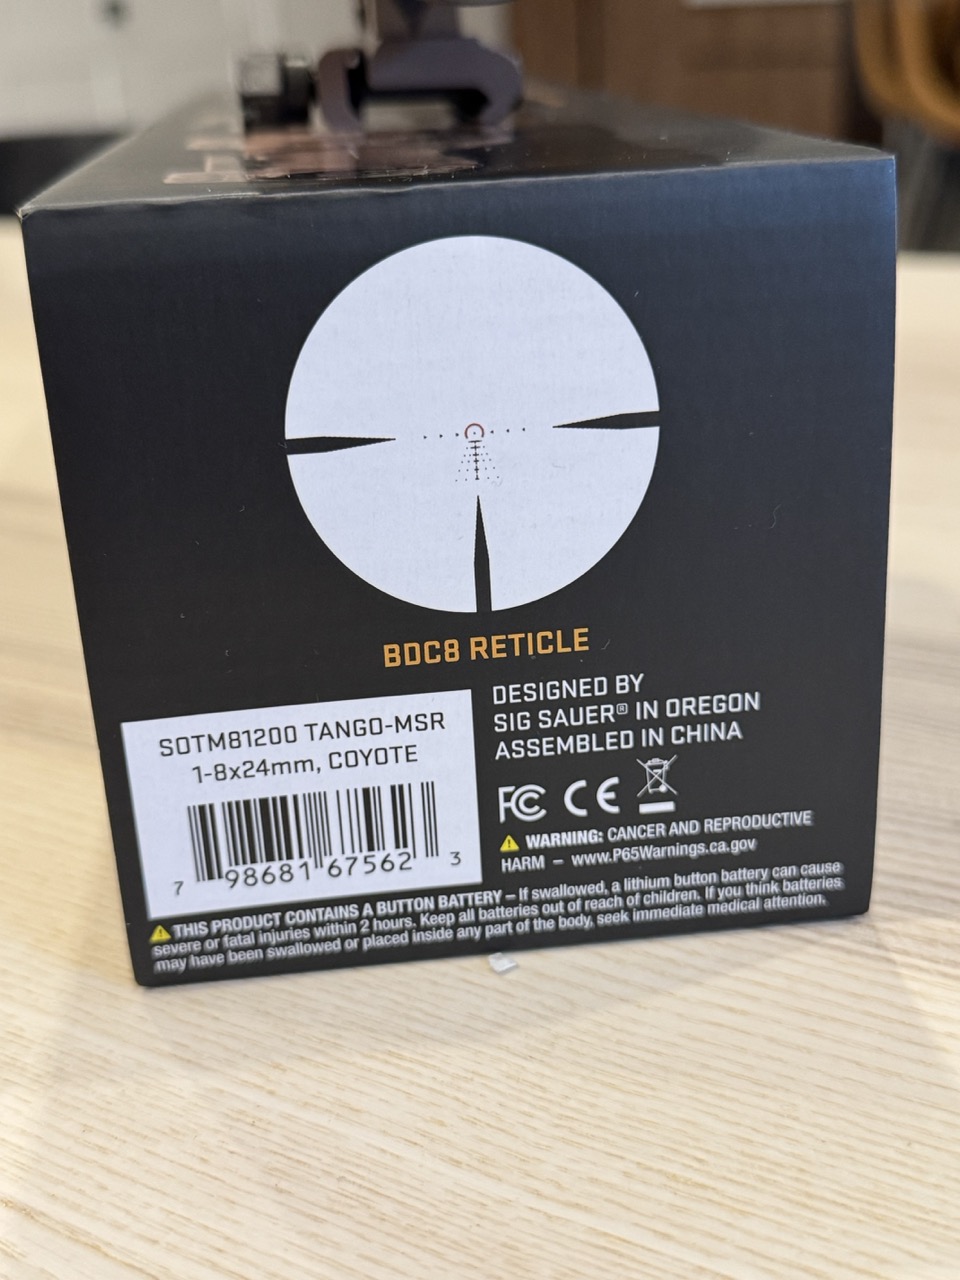 BDC8 RETICLE
SOTM81200 TANGO-MSR
1-8x24mm, COYOTE
7 98681 67562 3
DESIGNED BY
SIG SAUER® IN OREGON
ASSEMBLED IN CHINA
FC CE
WARNING: CANCER AND REPRODUCTIVE
HARM – www.P65Warnings.ca.gov
THIS PRODUCT CONTAINS A BUTTON BATTERY – If swallowed, a lithium button battery can cause
severe or fatal injuries within 2 hours. Keep all batteries out of reach of children. If you think batteries
may have been swallowed or placed inside any part of the body, seek immediate medical attention.